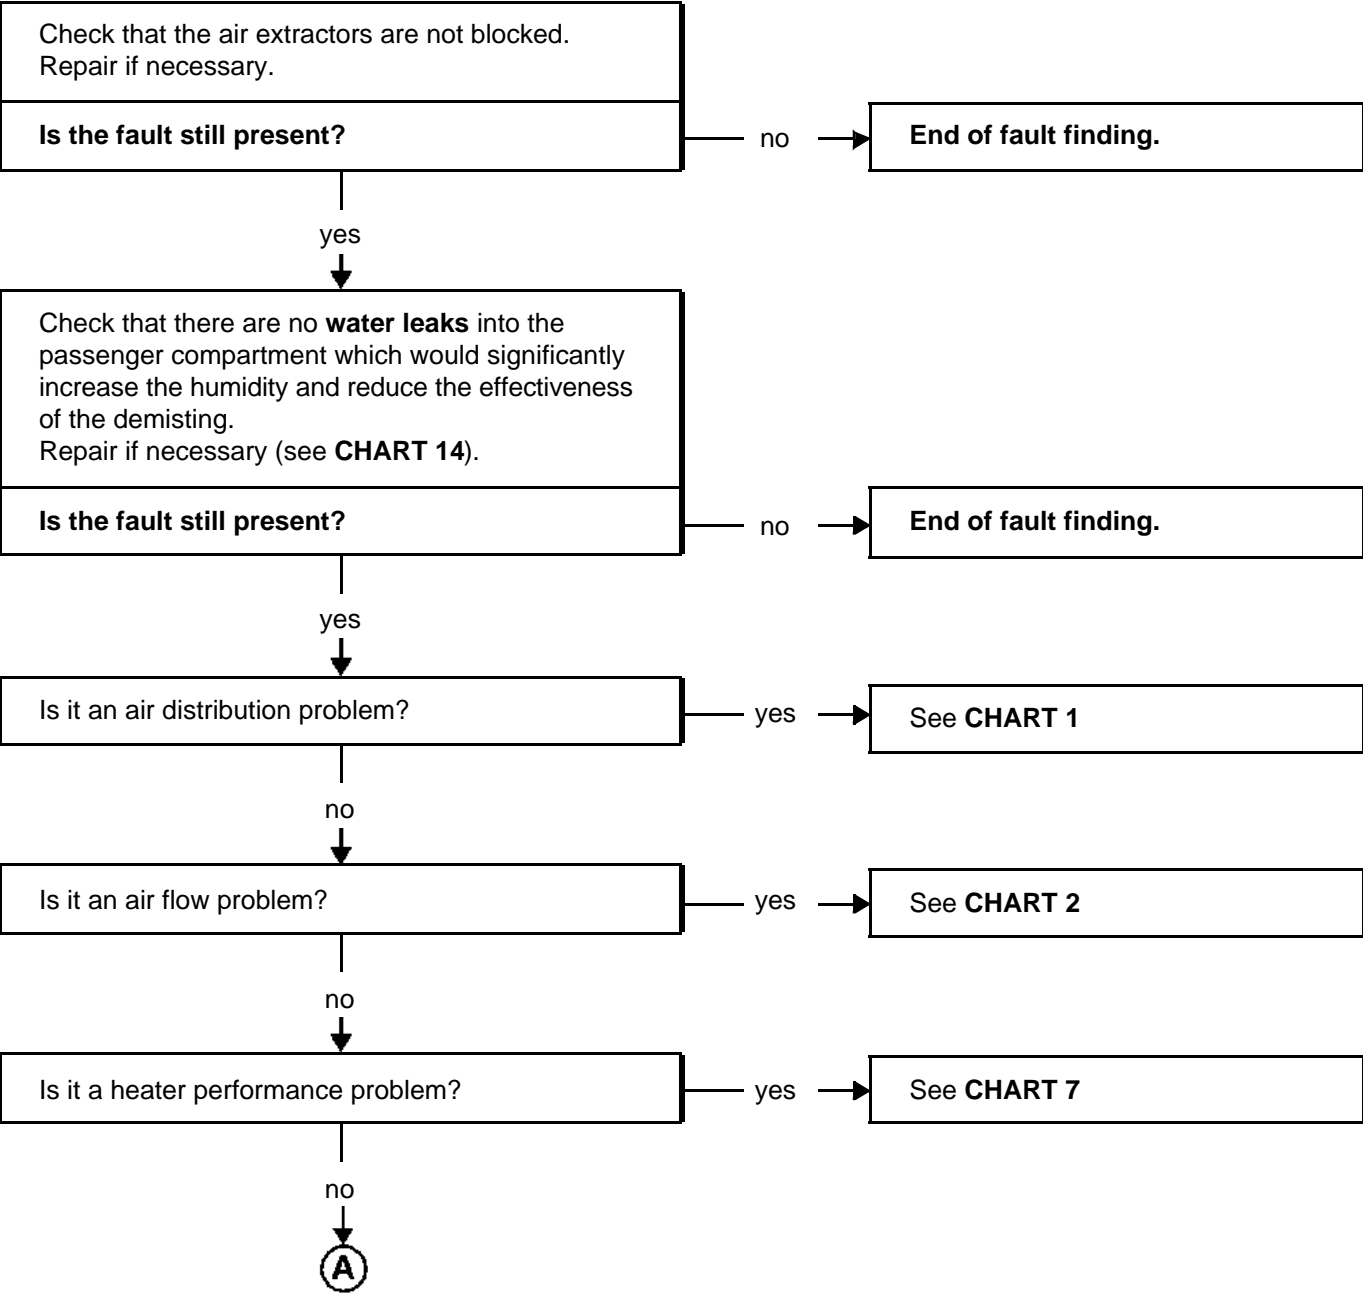 Check that the air extractors are not blocked.
Repair if necessary.
Is the fault still present?
no
End of fault finding.
yes
Check that there are no water leaks into the
passenger compartment which would significantly
increase the humidity and reduce the effectiveness
of the demisting.
Repair if necessary (see CHART 14).
Is the fault still present?
no
End of fault finding.
yes
Is it an air distribution problem?
yes
See CHART 1
no
Is it an air flow problem?
yes
See CHART 2
no
Is it a heater performance problem?
yes
See CHART 7
no
A